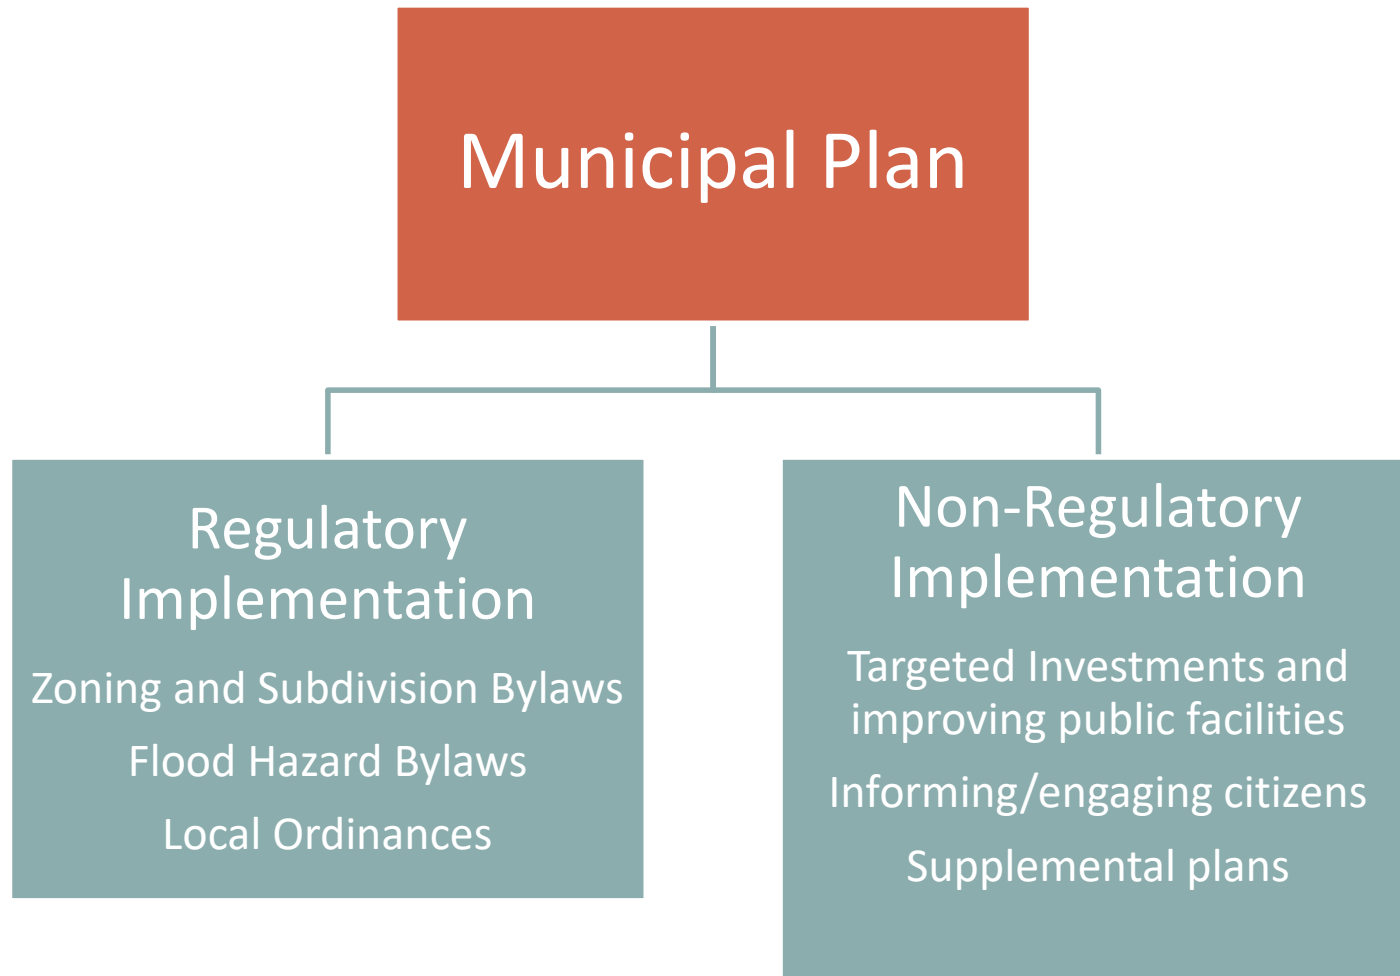 Municipal Plan
Regulatory
Implementation
Zoning and Subdivision Bylaws
Flood Hazard Bylaws
Local Ordinances
Non-Regulatory
Implementation
Targeted Investments and
improving public facilities
Informing/engaging citizens
Supplemental plans